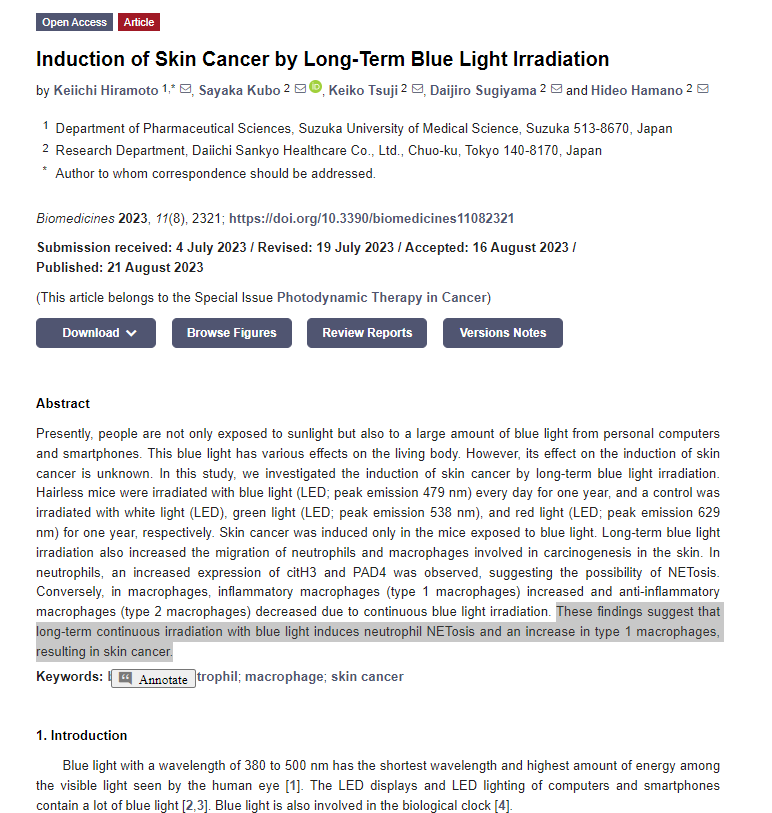 Open Access Article
Induction of Skin Cancer by Long-Term Blue Light Irradiation
by Keiichi Hiramoto 1,* , Sayaka Kubo 2 , Keiko Tsuji 2 , Daijiro Sugiyama 2 and Hideo Hamano 2
1 Department of Pharmaceutical Sciences, Suzuka University of Medical Science, Suzuka 513-8670, Japan
2 Research Department, Daiichi Sankyo Healthcare Co., Ltd., Chuo-ku, Tokyo 140-8170, Japan
* Author to whom correspondence should be addressed.
Biomedicines 2023, 11(8), 2321; https://doi.org/10.3390/biomedicines11082321
Submission received: 4 July 2023 / Revised: 19 July 2023 / Accepted: 16 August 2023 /
Published: 21 August 2023
(This article belongs to the Special Issue Photodynamic Therapy in Cancer)
Download Browse Figures Review Reports Versions Notes
Abstract
Presently, people are not only exposed to sunlight but also to a large amount of blue light from personal computers
and smartphones. This blue light has various effects on the living body. However, its effect on the induction of skin
cancer is unknown. In this study, we investigated the induction of skin cancer by long-term blue light irradiation.
Hairless mice were irradiated with blue light (LED; peak emission 479 nm) every day for one year, and a control was
irradiated with white light (LED), green light (LED; peak emission 538 nm), and red light (LED; peak emission 629
nm) for one year, respectively. Skin cancer was induced only in the mice exposed to blue light. Long-term blue light
irradiation also increased the migration of neutrophils and macrophages involved in carcinogenesis in the skin. In
neutrophils, an increased expression of citH3 and PAD4 was observed, suggesting the possibility of NETosis.
Conversely, in macrophages, inflammatory macrophages (type 1 macrophages) increased and anti-inflammatory
macrophages (type 2 macrophages) decreased due to continuous blue light irradiation. These findings suggest that
long-term continuous irradiation with blue light induces neutrophil NETosis and an increase in type 1 macrophages,
resulting in skin cancer.
Keywords: Annotate trophil; macrophage; skin cancer
1. Introduction
Blue light with a wavelength of 380 to 500 nm has the shortest wavelength and highest amount of energy among
the visible light seen by the human eye [1]. The LED displays and LED lighting of computers and smartphones
contain a lot of blue light [2,3]. Blue light is also involved in the biological clock [4].